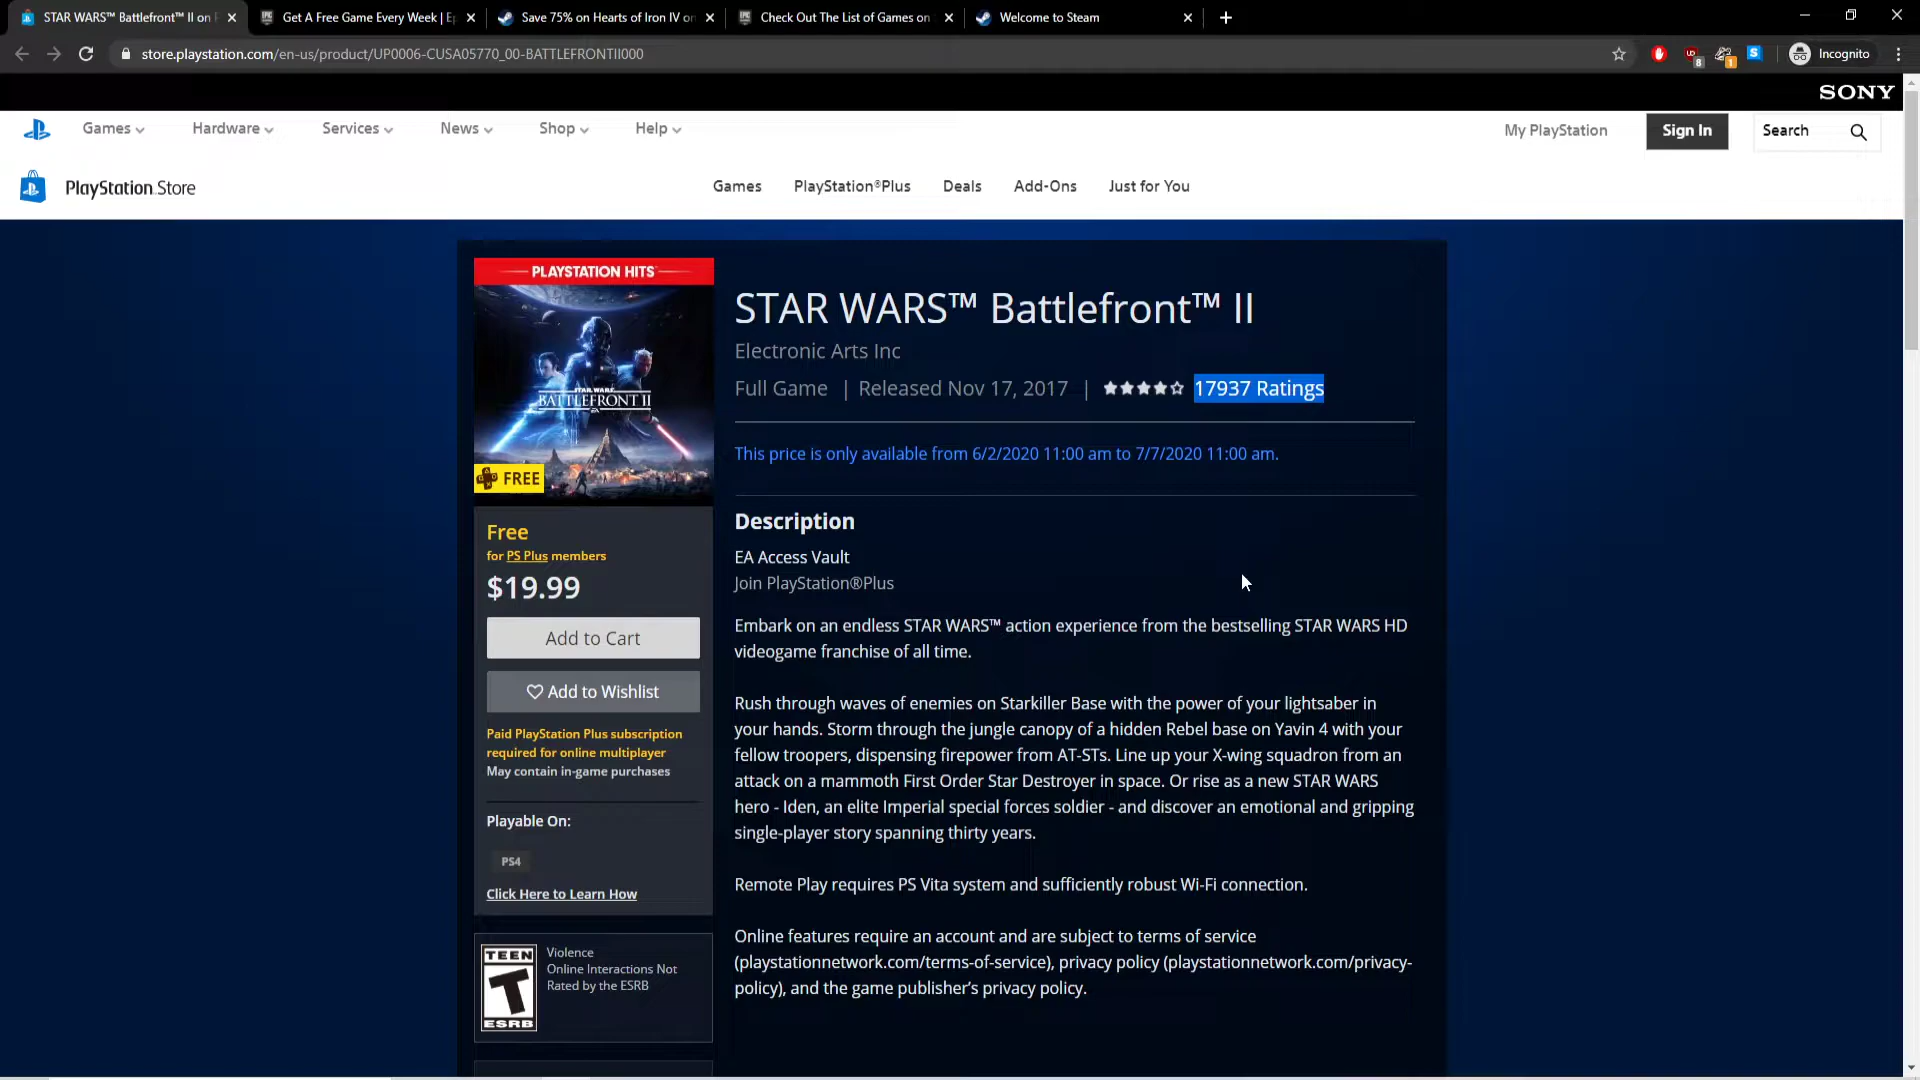 STAR WARS™ Battlefront™ II on
Get A Free Game Every Week | Ep
Save 75% on Hearts of Iron IV on
Check Out The List of Games on
Welcome to Steam
store.playstation.com/en-us/product/UP0006-CUSA05770_00-BATTLEFRONTII000
8
1
S
Incognito
SONY
Games
Hardware
Services
News
Shop
Help
My PlayStation
Sign In
Search
PlayStation Store
Games
PlayStation®Plus
Deals
Add-Ons
Just for You
PLAYSTATION HITS
STAR WARS
BATTLEFRONT II
EA
FREE
STAR WARS™ Battlefront™ II
Electronic Arts Inc
Full Game | Released Nov 17, 2017 | 17937 Ratings
This price is only available from 6/2/2020 11:00 am to 7/7/2020 11:00 am.
Free
for PS Plus members
$19.99
Add to Cart
Add to Wishlist
Paid PlayStation Plus subscription
required for online multiplayer
May contain in-game purchases
Playable On:
PS4
Click Here to Learn How
TEEN
T
ESRB
Violence
Online Interactions Not
Rated by the ESRB
Description
EA Access Vault
Join PlayStation®Plus
Embark on an endless STAR WARS™ action experience from the bestselling STAR WARS HD
videogame franchise of all time.
Rush through waves of enemies on Starkiller Base with the power of your lightsaber in
your hands. Storm through the jungle canopy of a hidden Rebel base on Yavin 4 with your
fellow troopers, dispensing firepower from AT-STs. Line up your X-wing squadron from an
attack on a mammoth First Order Star Destroyer in space. Or rise as a new STAR WARS
hero - Iden, an elite Imperial special forces soldier - and discover an emotional and gripping
single-player story spanning thirty years.
Remote Play requires PS Vita system and sufficiently robust Wi-Fi connection.
Online features require an account and are subject to terms of service
(playstationnetwork.com/terms-of-service), privacy policy (playstationnetwork.com/privacy-
policy), and the game publisher's privacy policy.